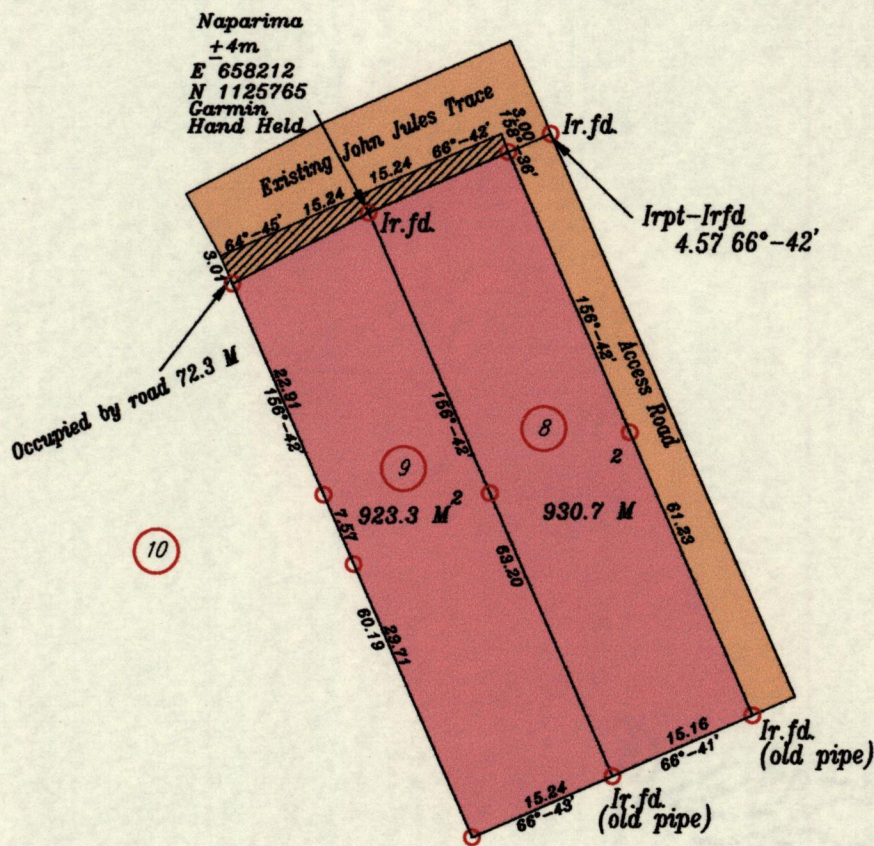 Naparima
±4m
E 658212
N 1125765
Garmin
Hand Held
Existing John Jules Trace
3.00
158°-36'
Ir.fd.
66°-42'
15.24
15.24
64°-45'
Ir.fd.
Irpt-Irfd
4.57 66°-42'
3.01
Occupied by road 72.3 M
22.91
156°-42'
156°-42'
156°-42'
Access Road
8
9
2
923.3 M2
930.7 M
10
7.57
63.20
61.23
60.19
29.71
15.16
66°-41'
Ir.fd.
(old pipe)
15.24
66°-43'
Ir.fd.
(old pipe)